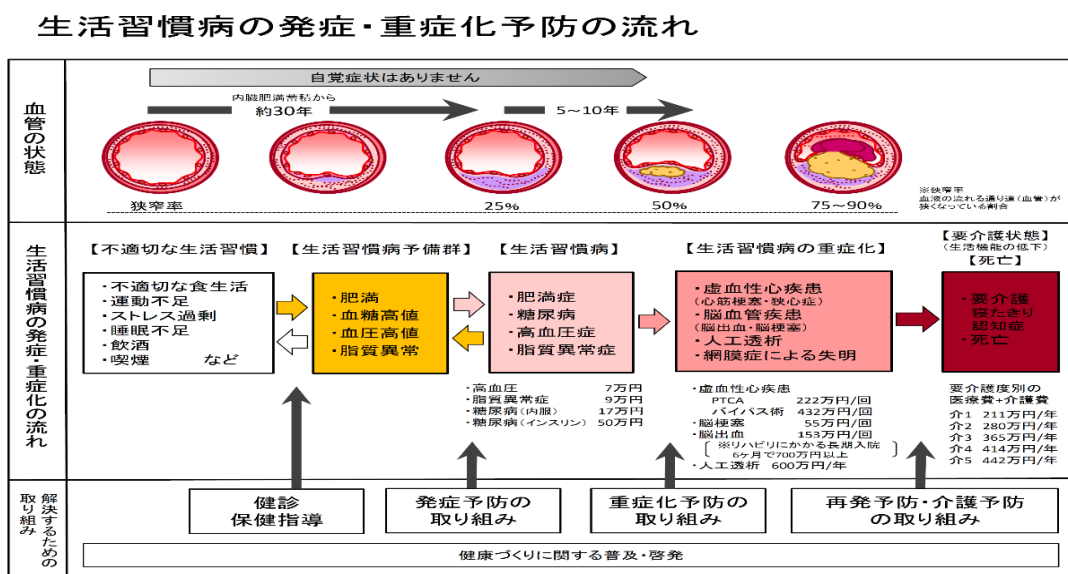 生活習慣病の発症・重症化予防の流れ
血管の状態
自覚症状はありません
内臓肥満蓄積から
約30年
5～10年
狭窄率
25%
50%
75～90%
※狭窄率
血液の流れる通り道(血管)が
狭くなっている割合
生活習慣病の発症・重症化の流れ
【不適切な生活習慣】
・不適切な食生活
・運動不足
・ストレス過剰
・睡眠不足
・飲酒
・喫煙 など
【生活習慣病予備群】
・肥満
・血糖高値
・血圧高値
・脂質異常
【生活習慣病】
・肥満症
・糖尿病
・高血圧症
・脂質異常症
・高血圧 7万円
・脂質異常症 9万円
・糖尿病(内服) 17万円
・糖尿病(インスリン) 50万円
【生活習慣病の重症化】
・虚血性心疾患
(心筋梗塞・狭心症)
・脳血管疾患
(脳出血・脳梗塞)
・人工透析
・網膜症による失明
・虚血性心疾患
PTCA 222万円/回
バイパス術 432万円/回
・脳梗塞 55万円/回
・脳出血 153万円/回
※リハビリにかかる長期入院
6ヶ月で700万円以上
・人工透析 600万円/年
【要介護状態】
(生活機能の低下)
【死亡】
・要介護
寝たきり
認知症
・死亡
要介護度別の
医療費+介護費
介1 211万円/年
介2 280万円/年
介3 365万円/年
介4 414万円/年
介5 442万円/年
解決するための
取り組み
健診
保健指導
発症予防の
取り組み
重症化予防の
取り組み
再発予防・介護予防
の取り組み
健康づくりに関する普及・啓発